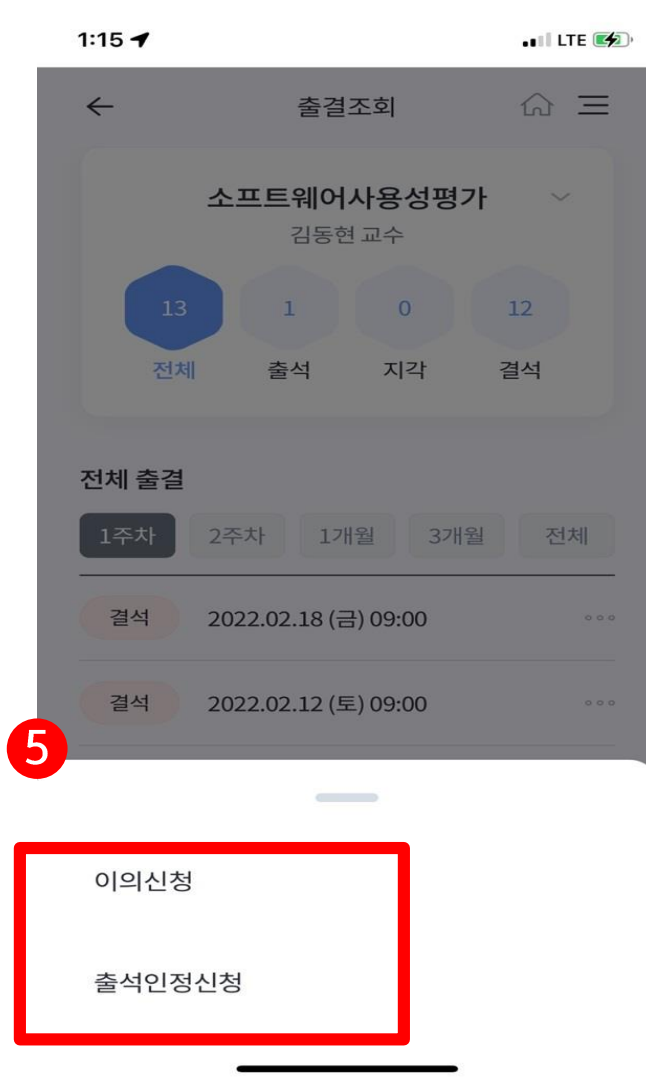 1:15 LTE
출결조회
소프트웨어사용성평가
김동현 교수
13 1 0 12
전체 출석 지각 결석
전체 출결
1주차 2주차 1개월 3개월 전체
결석 2022.02.18 (금) 09:00
결석 2022.02.12 (토) 09:00
5
이의신청
출석인정신청